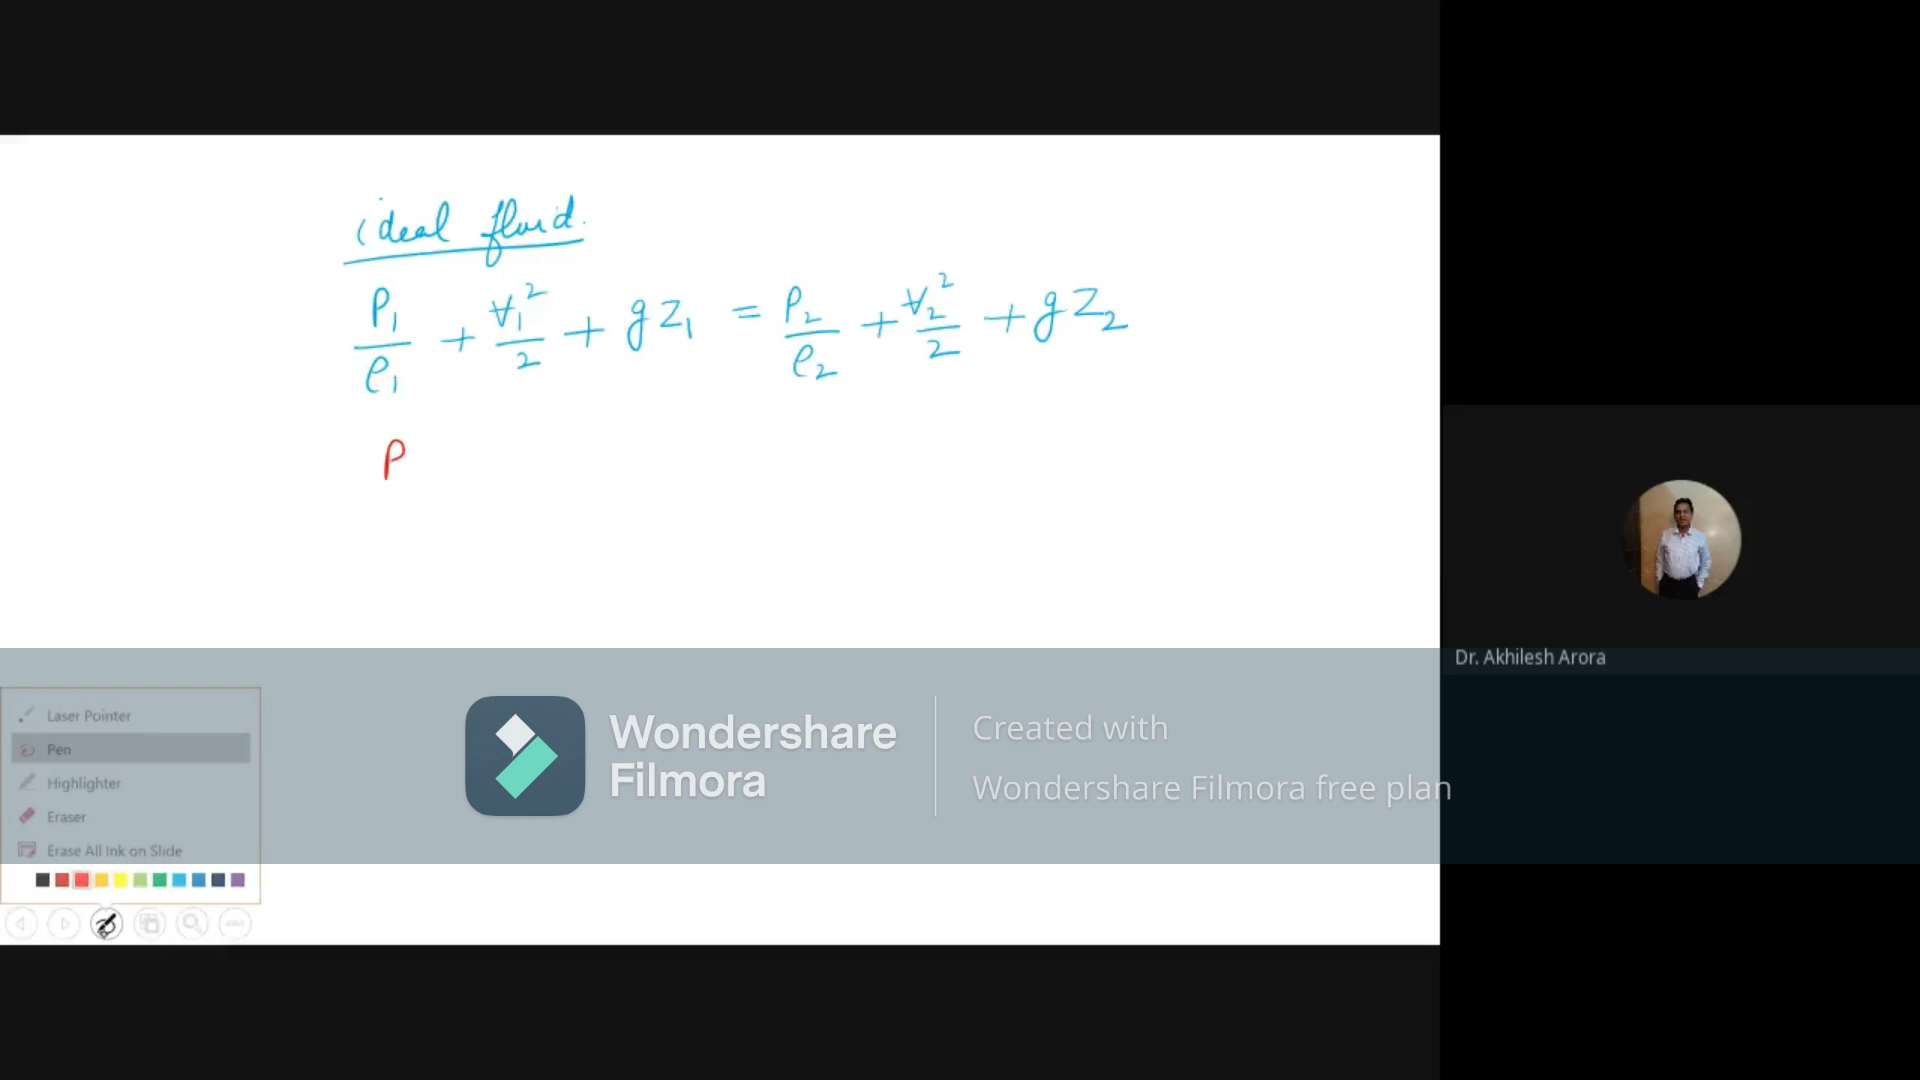 ideal fluid.
P₁/ρ₁ + V₁²/2 + gZ₁ = P₂/ρ₂ + V₂²/2 + gZ₂
P
Dr. Akhilesh Arora
Laser Pointer
Pen
Highlighter
Eraser
Erase All Ink on Slide
Wondershare
Filmora
Created with
Wondershare Filmora free plan